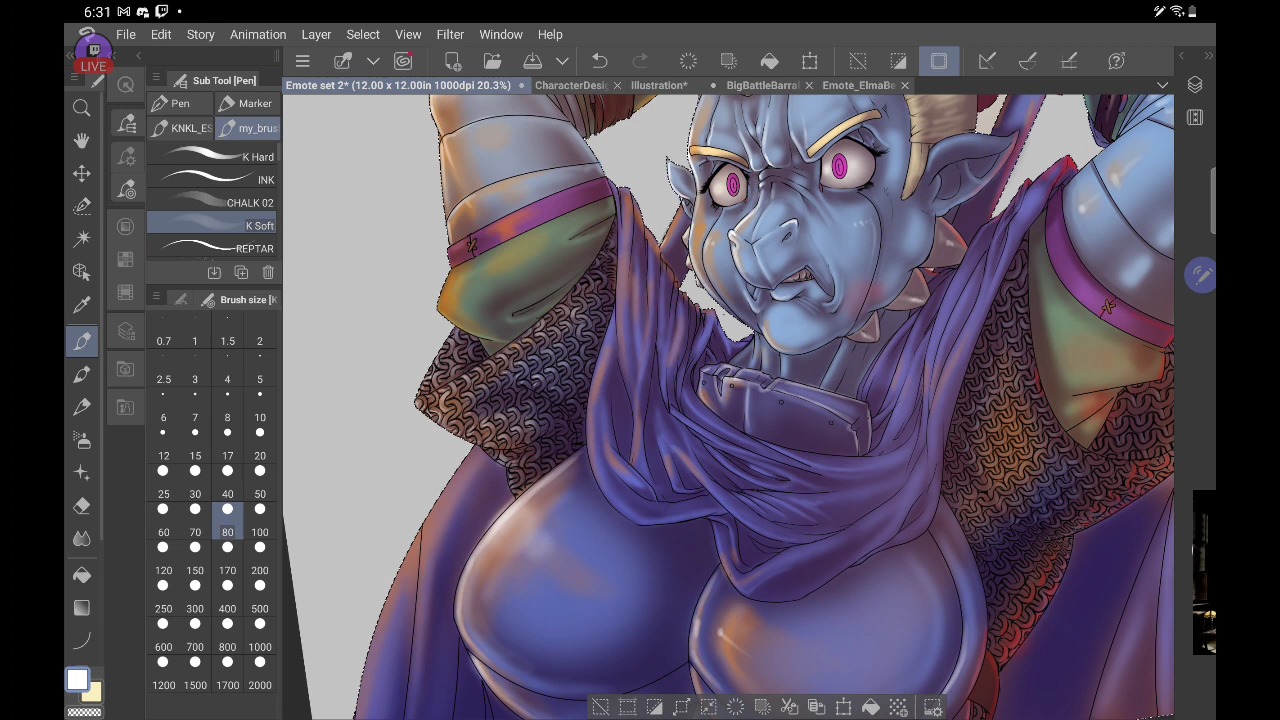 6:31
LIVE
File Edit Story Animation Layer Select View Filter Window Help
Sub Tool [Pen]
Emote set 2* (12.00 x 12.00in 1000dpi 20.3%) CharacterDesig Illustration* BigBattleBarral Emote_ElmaBe
Pen Marker
KNKL_ES my_brus
K Hard
INK
CHALK 02
K Soft
REPTAR
Brush size [K
0.7 1 1.5 2
2.5 3 4 5
6 7 8 10
12 15 17 20
25 30 40 50
60 70 80 100
120 150 170 200
250 300 400 500
600 700 800 1000
1200 1500 1700 2000